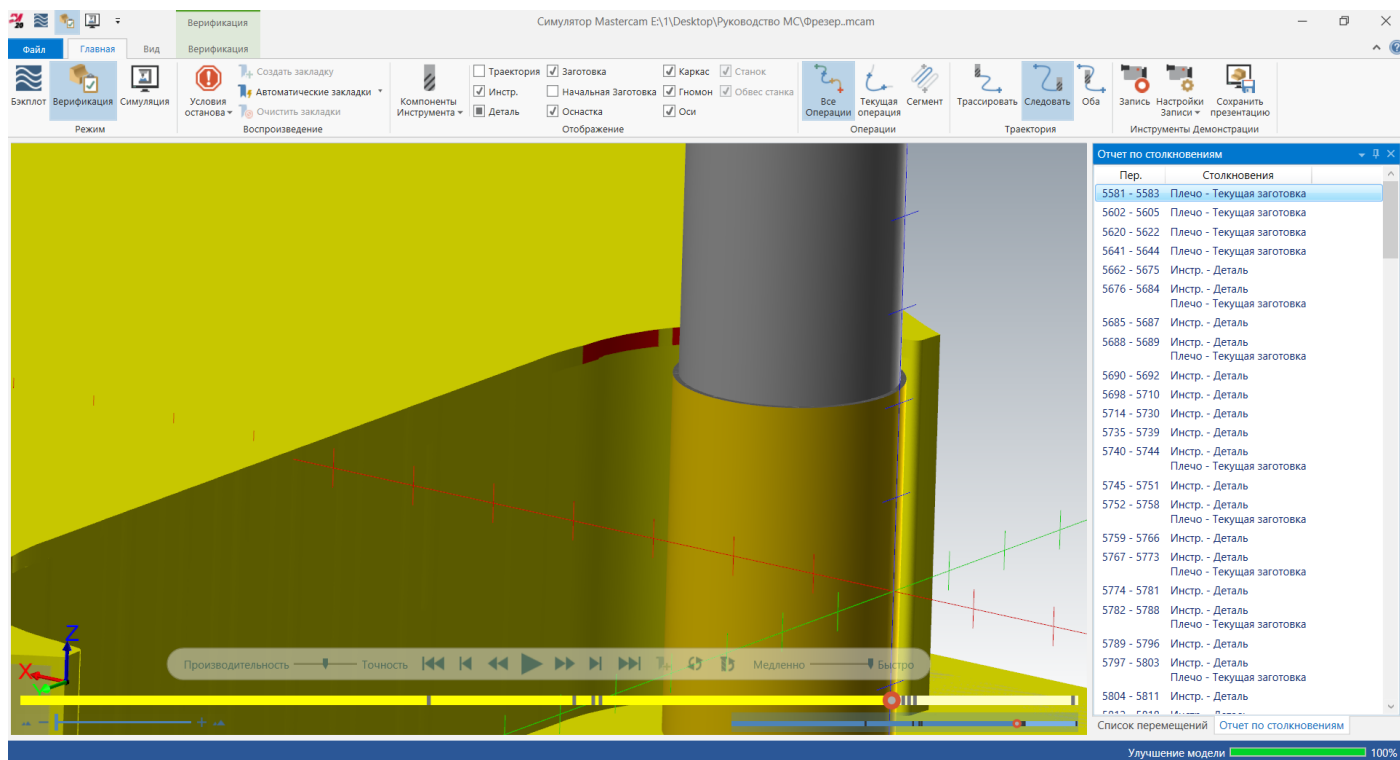 20
Верификация
Симулятор Mastercam E:\1\Desktop\Руководство MC\Фрезер..mcam
Файл Главная Вид Верификация
Бэкплот
Верификация
Симуляция
Режим
Условия
останова
Создать закладку
Автоматические закладки
Очистить закладки
Воспроизведение
Компоненты
Инструмента
Траектория
Инстр.
Деталь
Заготовка
Начальная Заготовка
Оснастка
Каркас
Гномон
Оси
Станок
Обвес станка
Отображение
Все
Операции
Текущая
операция
Сегмент
Операции
Трассировать
Следовать
Оба
Траектория
Запись
Настройки
Записи
Сохранить
презентацию
Инструменты Демонстрации
Отчет по столкновениям
Пер. Столкновения
5581 - 5583 Плечо - Текущая заготовка
5602 - 5605 Плечо - Текущая заготовка
5620 - 5622 Плечо - Текущая заготовка
5641 - 5644 Плечо - Текущая заготовка
5662 - 5675 Инстр. - Деталь
5676 - 5684 Инстр. - Деталь
Плечо - Текущая заготовка
5685 - 5687 Инстр. - Деталь
5688 - 5689 Инстр. - Деталь
Плечо - Текущая заготовка
5690 - 5692 Инстр. - Деталь
5698 - 5710 Инстр. - Деталь
5714 - 5730 Инстр. - Деталь
5735 - 5739 Инстр. - Деталь
5740 - 5744 Инстр. - Деталь
Плечо - Текущая заготовка
5745 - 5751 Инстр. - Деталь
5752 - 5758 Инстр. - Деталь
Плечо - Текущая заготовка
5759 - 5766 Инстр. - Деталь
5767 - 5773 Инстр. - Деталь
Плечо - Текущая заготовка
5774 - 5781 Инстр. - Деталь
5782 - 5788 Инстр. - Деталь
Плечо - Текущая заготовка
5789 - 5796 Инстр. - Деталь
5797 - 5803 Инстр. - Деталь
Плечо - Текущая заготовка
5804 - 5811 Инстр. - Деталь
Z
X
Производительность Точность Медленно Быстро
Список перемещений Отчет по столкновениям
Улучшение модели 100%